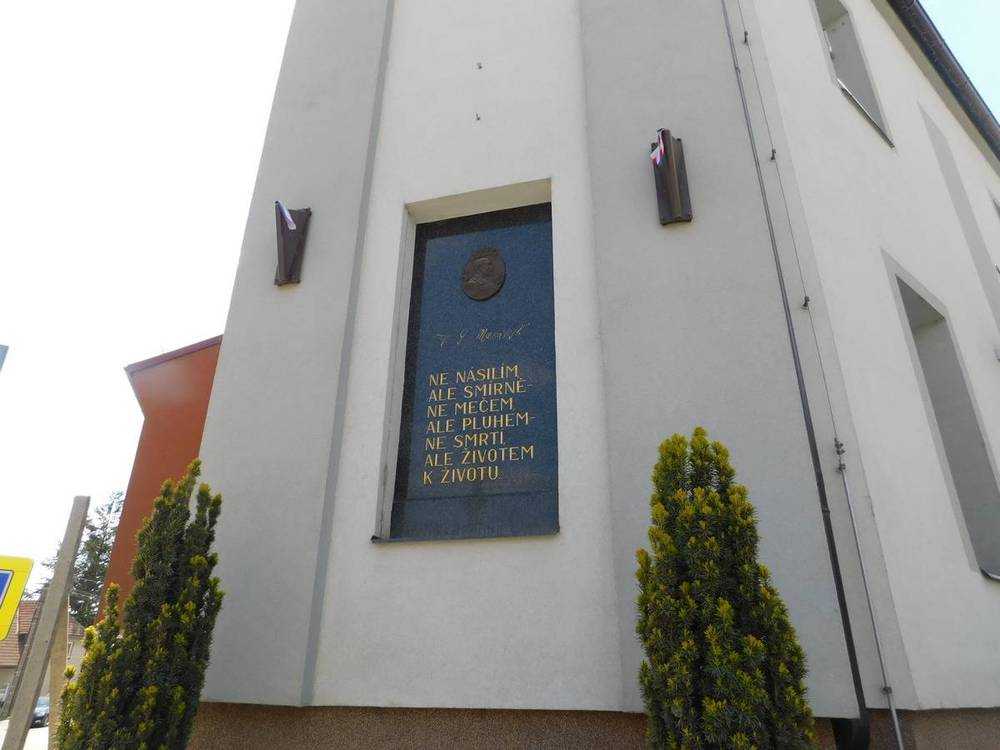 T G Masaryk
NE NÁSILÍM,
ALE SMÍRNĚ-
NE MEČEM,
ALE PLUHEM-
NE SMRTÍ,
ALE ŽIVOTEM
K ŽIVOTU